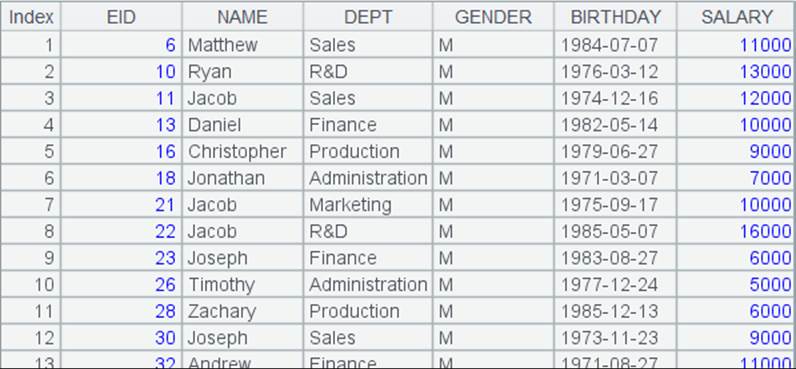 Index EID NAME DEPT GENDER BIRTHDAY SALARY
1 6 Matthew Sales M 1984-07-07 11000
2 10 Ryan R&D M 1976-03-12 13000
3 11 Jacob Sales M 1974-12-16 12000
4 13 Daniel Finance M 1982-05-14 10000
5 16 Christopher Production M 1979-06-27 9000
6 18 Jonathan Administration M 1971-03-07 7000
7 21 Jacob Marketing M 1975-09-17 10000
8 22 Jacob R&D M 1985-05-07 16000
9 23 Joseph Finance M 1983-08-27 6000
10 26 Timothy Administration M 1977-12-24 5000
11 28 Zachary Production M 1985-12-13 6000
12 30 Joseph Sales M 1973-11-23 9000
13 32 Andrew Finance M 1971-08-27 11000